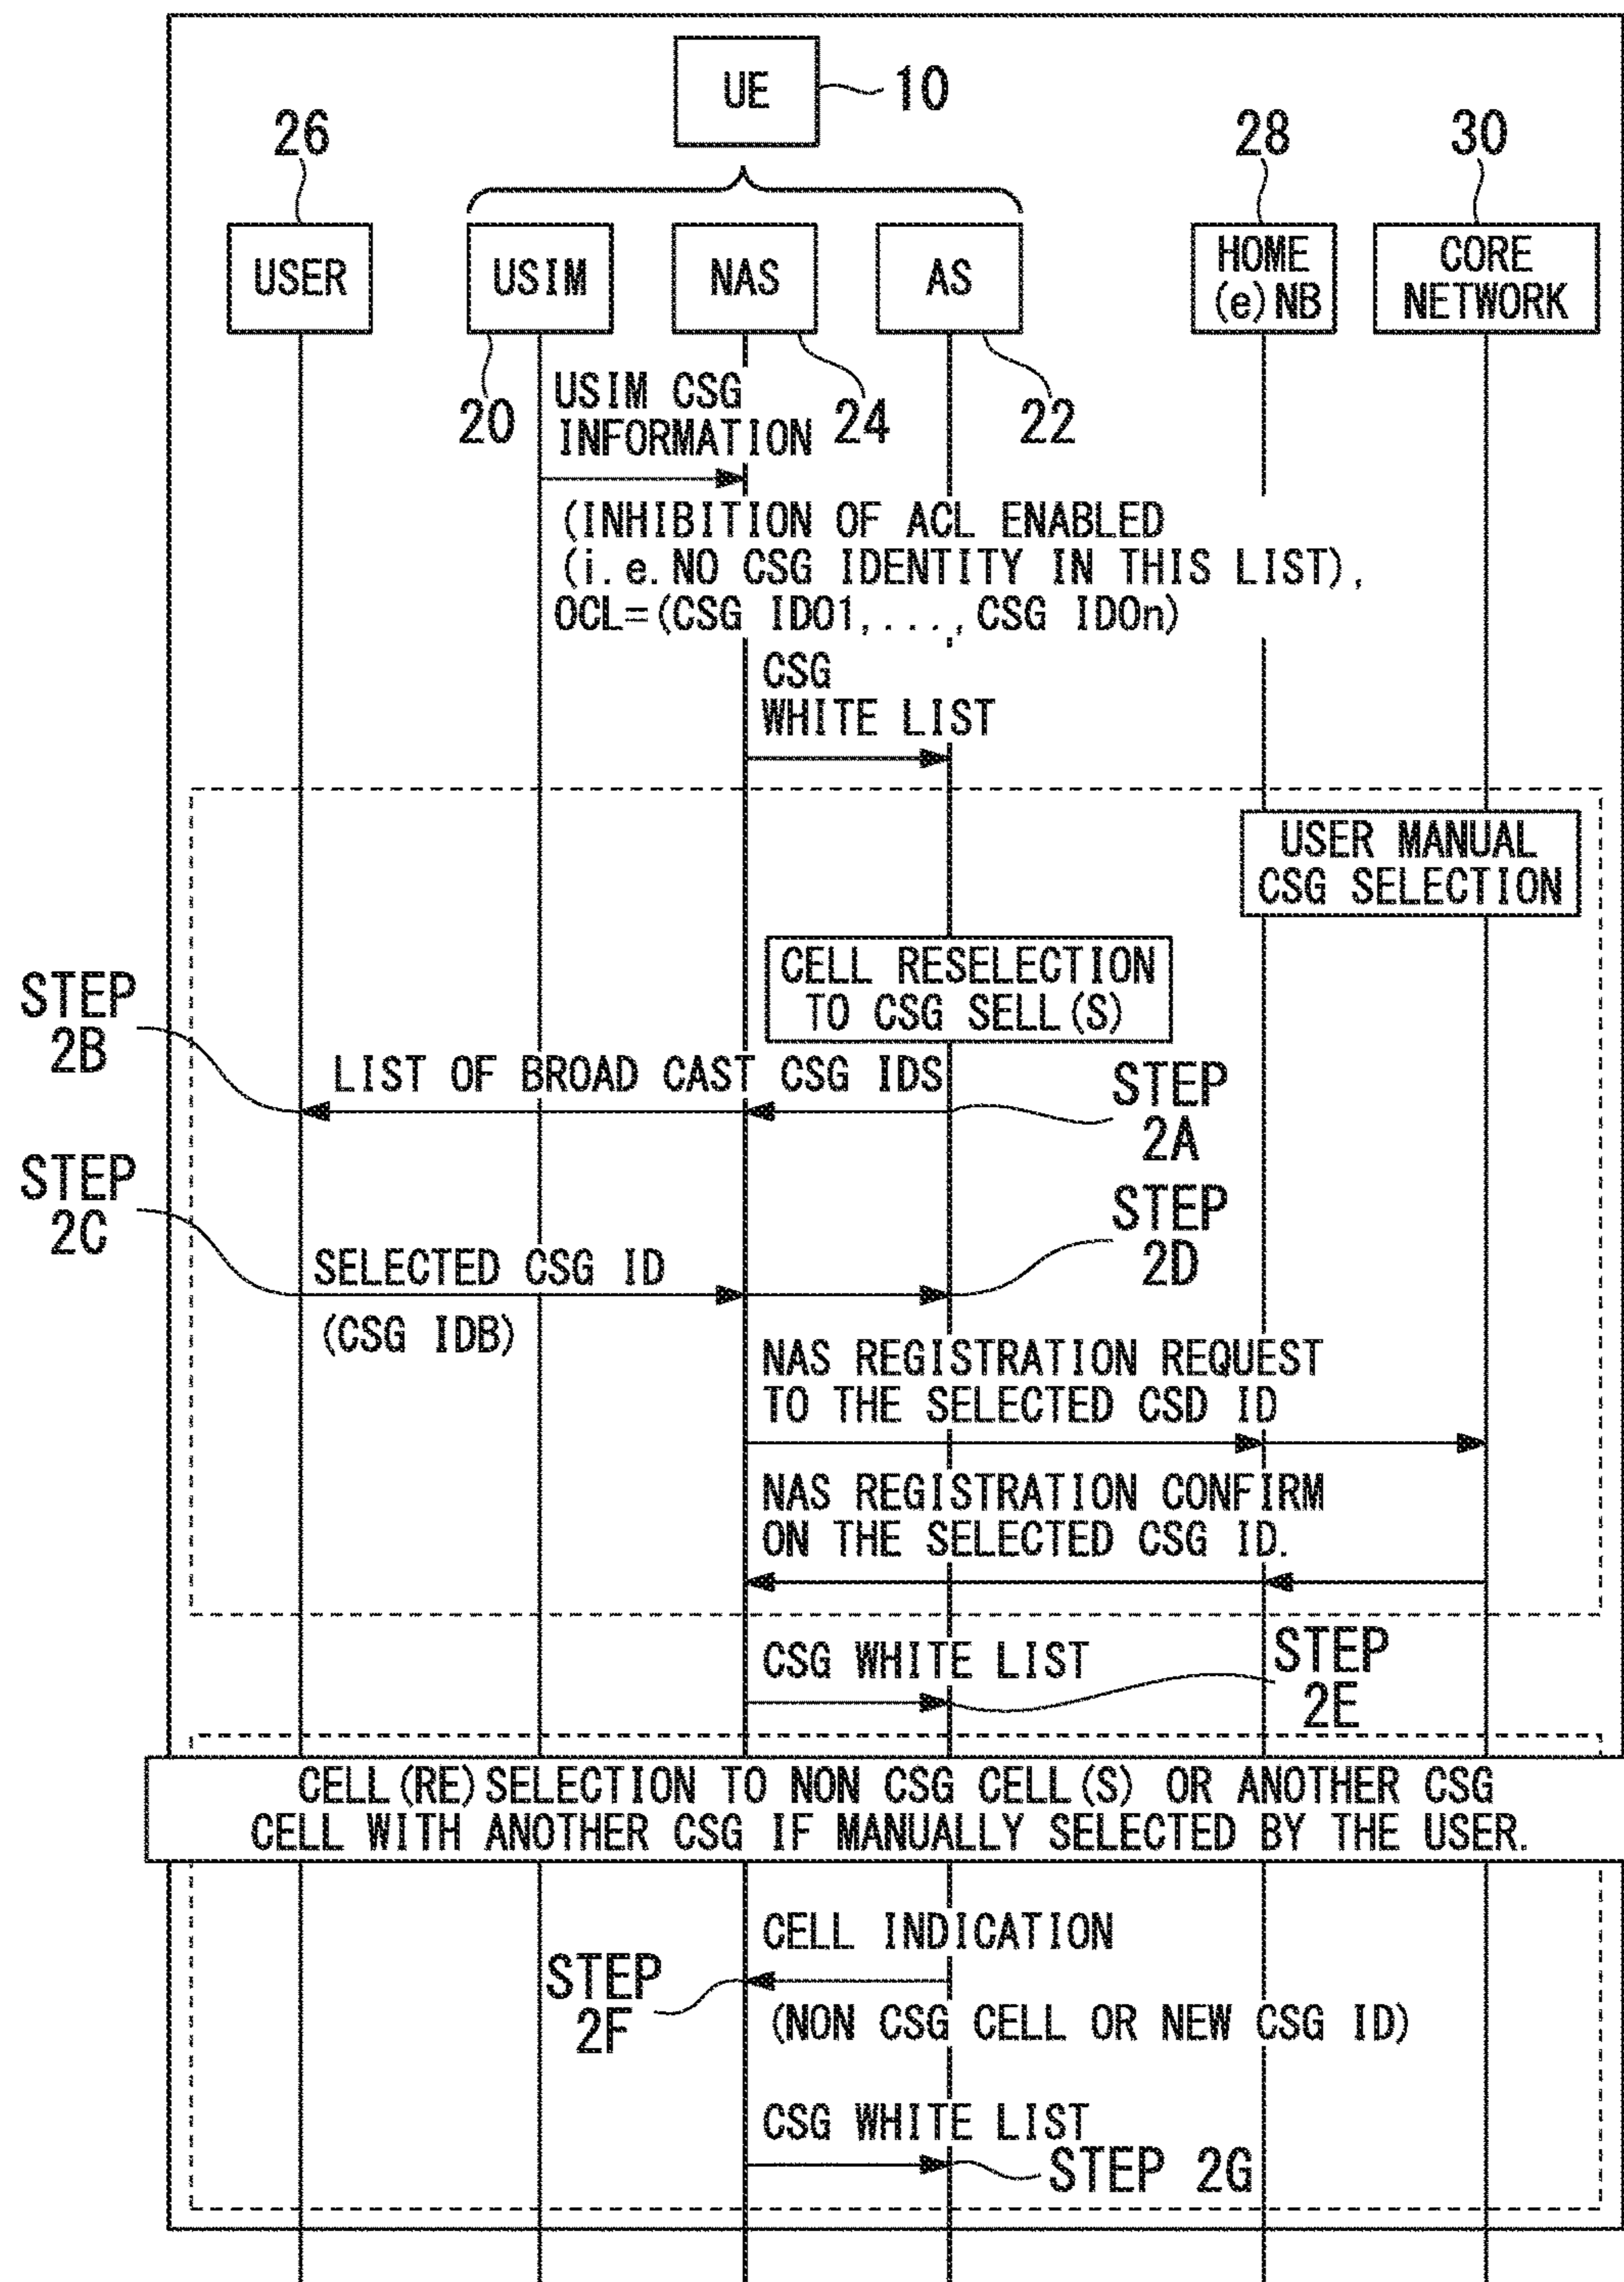 UE
10
26
28
30
USER
USIM
NAS
AS
HOME
(e)NB
CORE
NETWORK
20
24
22
USIM CSG
INFORMATION
(INHIBITION OF ACL ENABLED
(i.e.NO CSG IDENTITY IN THIS LIST),
OCL=(CSG IDO1,...,CSG IDOn)
CSG
WHITE LIST
USER MANUAL
CSG SELECTION
CELL RESELECTION
TO CSG SELL(S)
STEP
2B
LIST OF BROAD CAST CSG IDS
STEP
2A
STEP
2C
STEP
2D
SELECTED CSG ID
(CSG IDB)
NAS REGISTRATION REQUEST
TO THE SELECTED CSD ID
NAS REGISTRATION CONFIRM
ON THE SELECTED CSG ID.
CSG WHITE LIST
STEP
2E
CELL(RE)SELECTION TO NON CSG CELL(S) OR ANOTHER CSG
CELL WITH ANOTHER CSG IF MANUALLY SELECTED BY THE USER.
CELL INDICATION
STEP
2F
(NON CSG CELL OR NEW CSG ID)
CSG WHITE LIST
STEP 2G